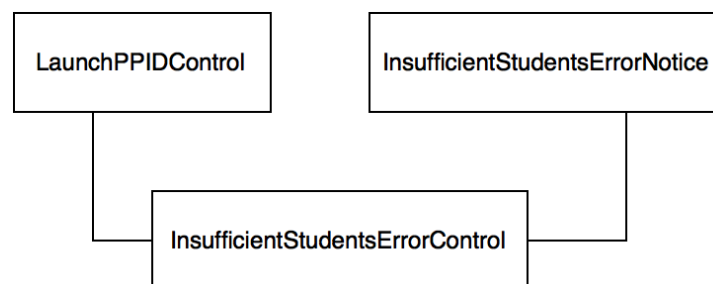 LaunchPPIDControl
InsufficientStudentsErrorNotice
InsufficientStudentsErrorControl